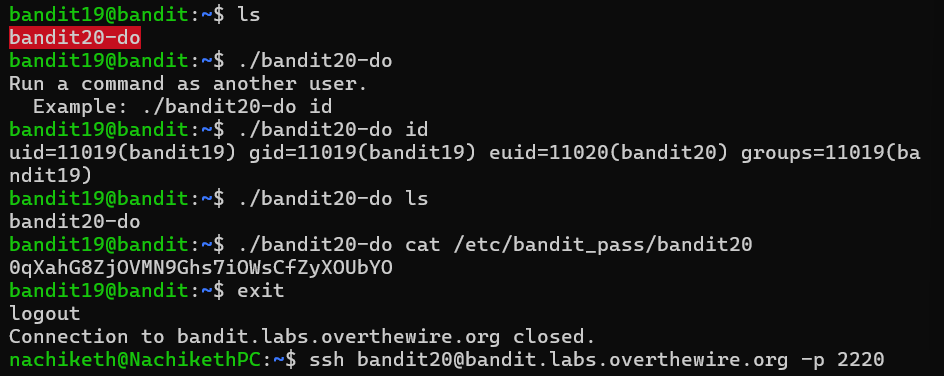 bandit19@bandit:~$ ls
bandit20-do
bandit19@bandit:~$ ./bandit20-do
Run a command as another user.
  Example: ./bandit20-do id
bandit19@bandit:~$ ./bandit20-do id
uid=11019(bandit19) gid=11019(bandit19) euid=11020(bandit20) groups=11019(ba
ndit19)
bandit19@bandit:~$ ./bandit20-do ls
bandit20-do
bandit19@bandit:~$ ./bandit20-do cat /etc/bandit_pass/bandit20
0qXahG8ZjOVMN9Ghs7iOWsCfZyXOUbYO
bandit19@bandit:~$ exit
logout
Connection to bandit.labs.overthewire.org closed.
nachiketh@NachikethPC:~$ ssh bandit20@bandit.labs.overthewire.org -p 2220